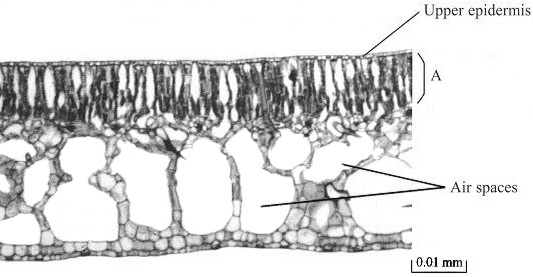 Upper epidermis
A
Air spaces
0.01 mm